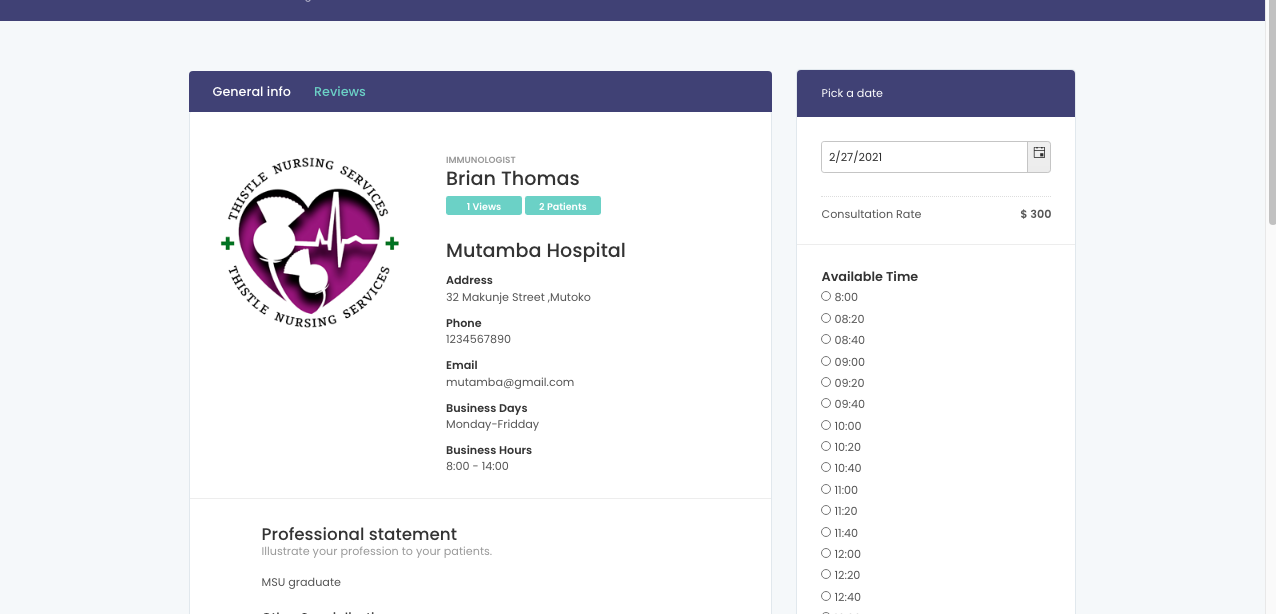 General info Reviews
THISTLE NURSING SERVICES
THISTLE NURSING SERVICES
IMMUNOLOGIST
Brian Thomas
1 Views 2 Patients
Mutamba Hospital
Address
32 Makunje Street ,Mutoko
Phone
1234567890
Email
mutamba@gmail.com
Business Days
Monday-Fridday
Business Hours
8:00 - 14:00
Professional statement
Illustrate your profession to your patients.
MSU graduate
Pick a date
2/27/2021
Consultation Rate $ 300
Available Time
8:00
08:20
08:40
09:00
09:20
09:40
10:00
10:20
10:40
11:00
11:20
11:40
12:00
12:20
12:40